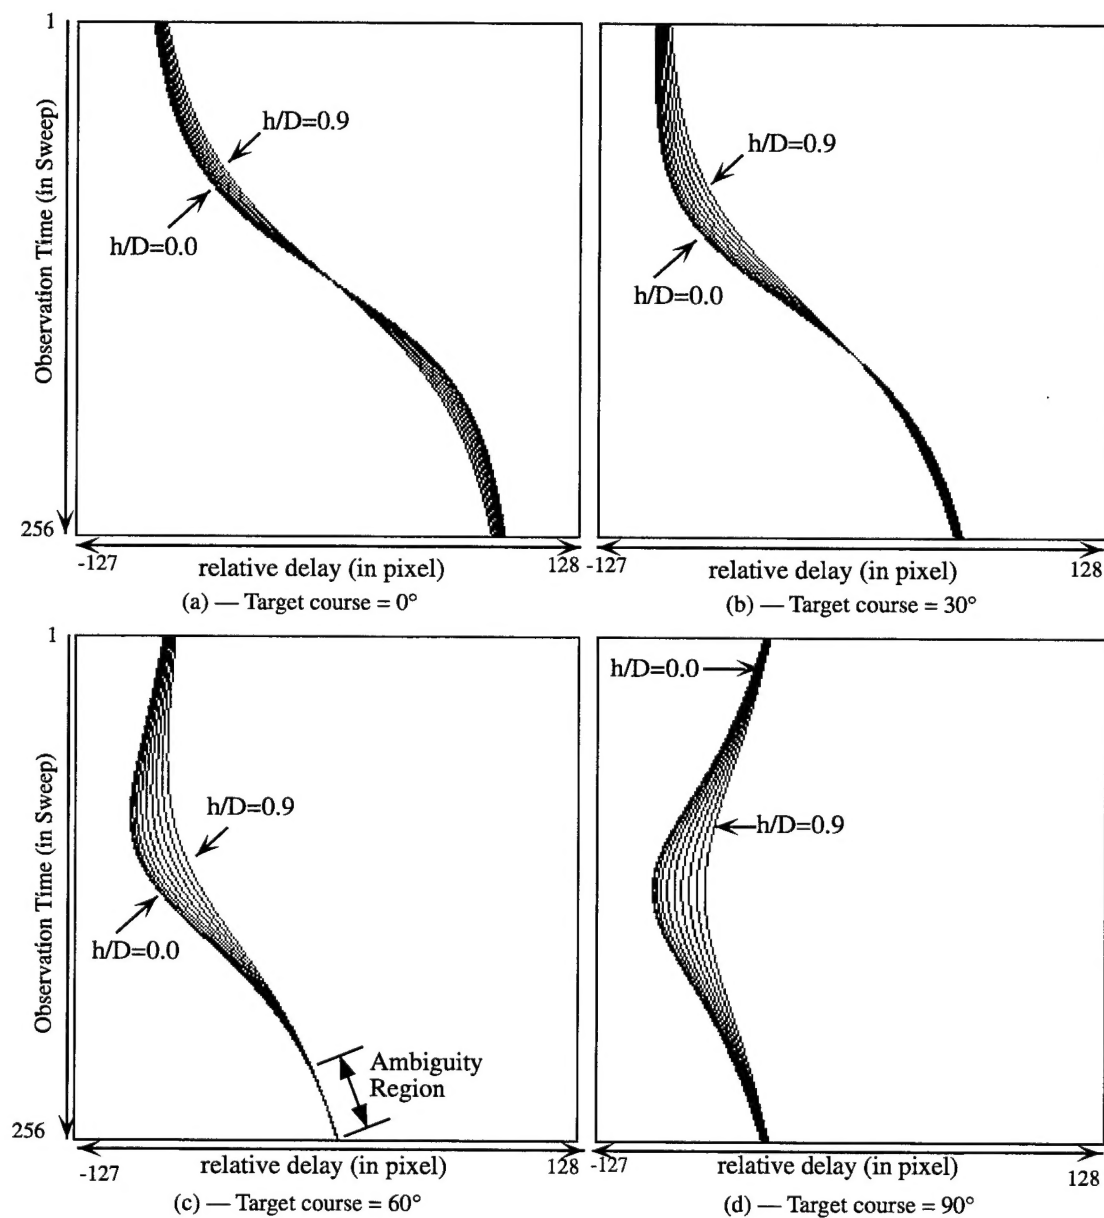 1
Observation Time (in Sweep)
h/D=0.9
h/D=0.0
256
-127
relative delay (in pixel)
128
(a) — Target course = 0°
h/D=0.9
h/D=0.0
-127
relative delay (in pixel)
128
(b) — Target course = 30°
1
Observation Time (in Sweep)
h/D=0.9
h/D=0.0
Ambiguity
Region
256
-127
relative delay (in pixel)
128
(c) — Target course = 60°
h/D=0.0
h/D=0.9
-127
relative delay (in pixel)
128
(d) — Target course = 90°